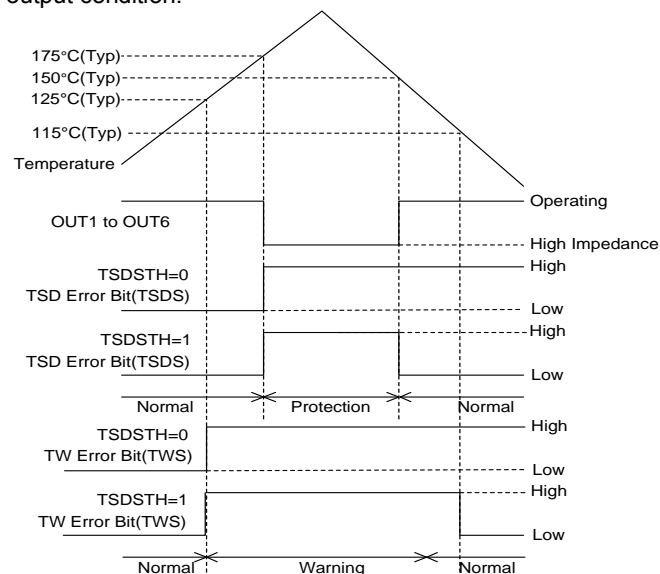 output condition.
175°C(Typ)
150°C(Typ)
125°C(Typ)
115°C(Typ)
Temperature
Operating
OUT1 to OUT6
High Impedance
TSDSTH=0
TSD Error Bit(TSDS)
High
Low
TSDSTH=1
TSD Error Bit(TSDS)
High
Low
Normal Protection Normal
TSDSTH=0
TW Error Bit(TWS)
High
Low
TSDSTH=1
TW Error Bit(TWS)
High
Low
Normal Warning Normal